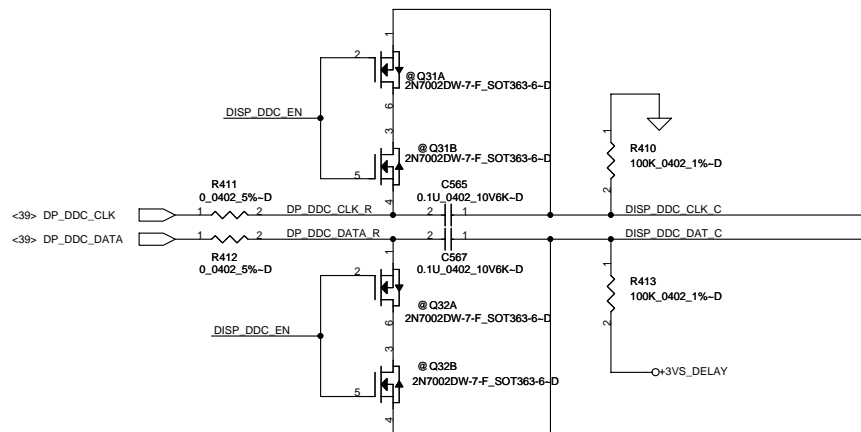 1
2
@ Q31A
2N7002DW-7-F_SOT363-6~D
6
DISP_DDC_EN
3
@ Q31B
2N7002DW-7-F_SOT363-6~D
5
4
1
R410
100K_0402_1%~D
2
R411
0_0402_5%~D
C565
0.1U_0402_10V6K~D
<39> DP_DDC_CLK
1
2
DP_DDC_CLK_R
2
1
DISP_DDC_CLK_C
<39> DP_DDC_DATA
1
2
DP_DDC_DATA_R
2
1
DISP_DDC_DAT_C
R412
0_0402_5%~D
C567
0.1U_0402_10V6K~D
1
2
@ Q32A
2N7002DW-7-F_SOT363-6~D
6
1
R413
100K_0402_1%~D
2
DISP_DDC_EN
3
@ Q32B
2N7002DW-7-F_SOT363-6~D
5
4
+3VS_DELAY